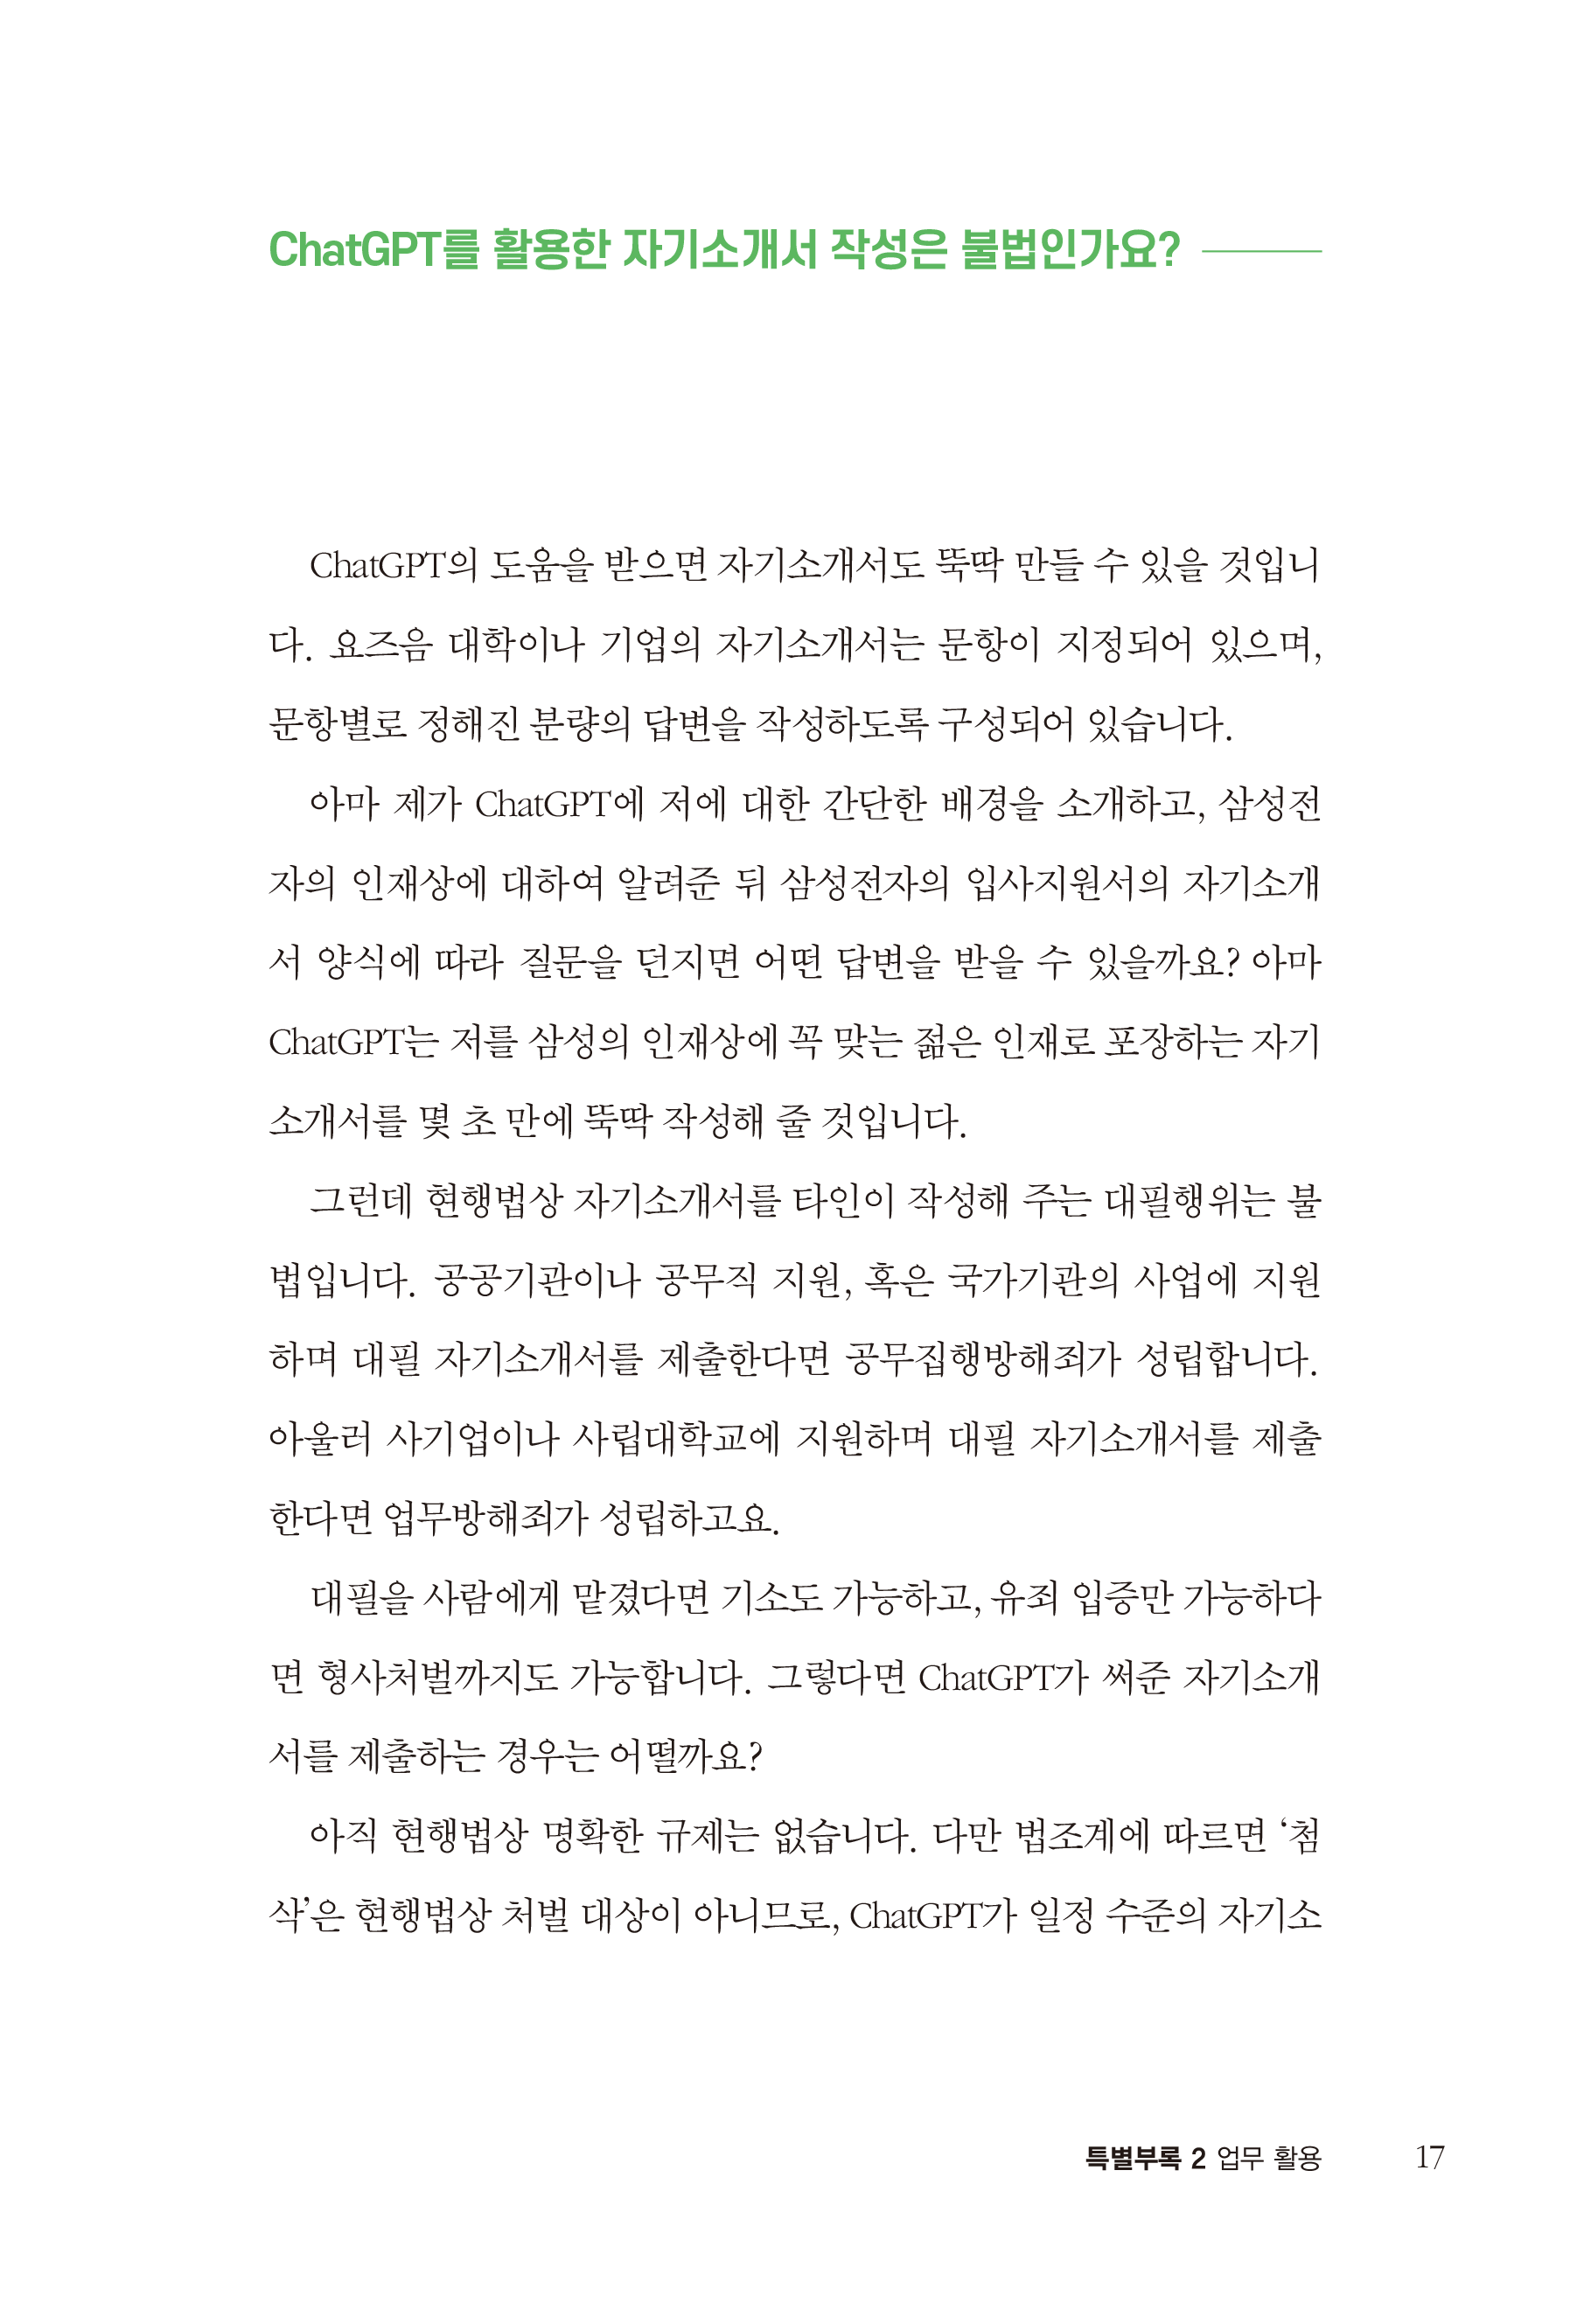 ChatGPT를 활용한 자기소개서 작성은 불법인가요?
ChatGPT의 도움을 받으면 자기소개서도 뚝딱 만들 수 있을 것입니
다. 요즈음 대학이나 기업의 자기소개서는 문항이 지정되어 있으며,
문항별로 정해진 분량의 답변을 작성하도록 구성되어 있습니다.
아마 제가 ChatGPT에 저에 대한 간단한 배경을 소개하고, 삼성전
자의 인재상에 대하여 알려준 뒤 삼성전자의 입사지원서의 자기소개
서 양식에 따라 질문을 던지면 어떤 답변을 받을 수 있을까요? 아마
ChatGPT는 저를 삼성의 인재상에 꼭 맞는 젊은 인재로 포장하는 자기
소개서를 몇 초 만에 뚝딱 작성해 줄 것입니다.
그런데 현행법상 자기소개서를 타인이 작성해 주는 대필행위는 불
법입니다. 공공기관이나 공무직 지원, 혹은 국가기관의 사업에 지원
하며 대필 자기소개서를 제출한다면 공무집행방해죄가 성립합니다.
아울러 사기업이나 사립대학교에 지원하며 대필 자기소개서를 제출
한다면 업무방해죄가 성립하고요.
대필을 사람에게 맡겼다면 기소도 가능하고, 유죄 입증만 가능하다
면 형사처벌까지도 가능합니다. 그렇다면 ChatGPT가 써준 자기소개
서를 제출하는 경우는 어떨까요?
아직 현행법상 명확한 규제는 없습니다. 다만 법조계에 따르면 ‘첨
삭’은 현행법상 처벌 대상이 아니므로, ChatGPT가 일정 수준의 자기소
특별부록 2 업무 활용 17